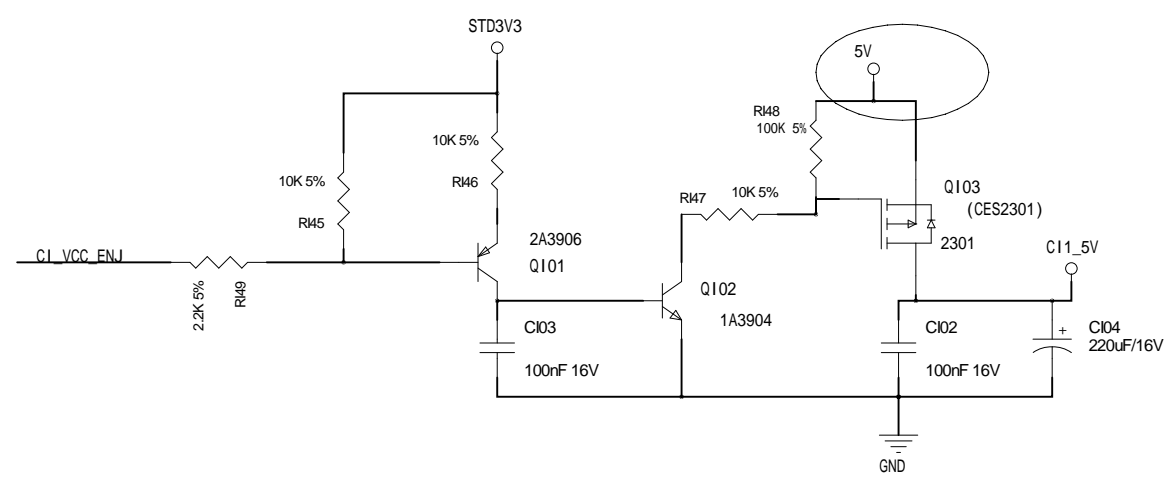 STD3V3
5V
RI48
100K 5%
10K 5%
RI46
10K 5%
RI45
RI47
10K 5%
QI03
(CES2301)
2301
2A3906
QI01
CI_VCC_ENJ
2.2K 5%
RI49
QI02
1A3904
CI1_5V
CI03
100nF 16V
CI02
100nF 16V
+
CI04
220uF/16V
GND